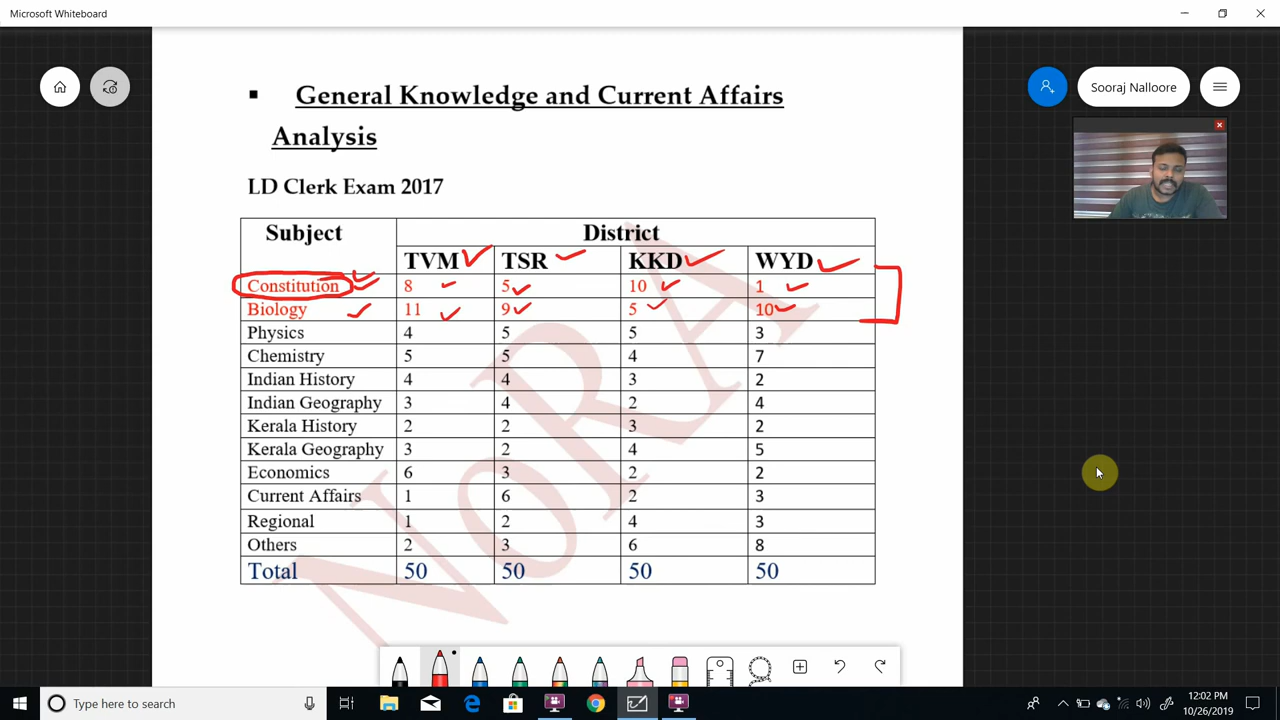 Microsoft Whiteboard
Sooraj Nalloore
▪ General Knowledge and Current Affairs
Analysis
LD Clerk Exam 2017
Subject District
TVM TSR KKD WYD
Constitution 8 5 10 1
Biology 11 9 5 10
Physics 4 5 5 3
Chemistry 5 5 4 7
Indian History 4 4 3 2
Indian Geography 3 4 2 4
Kerala History 2 2 3 2
Kerala Geography 3 2 4 5
Economics 6 3 2 2
Current Affairs 1 6 2 3
Regional 1 2 4 3
Others 2 3 6 8
Total 50 50 50 50
NoRA
Type here to search
12:02 PM
10/26/2019